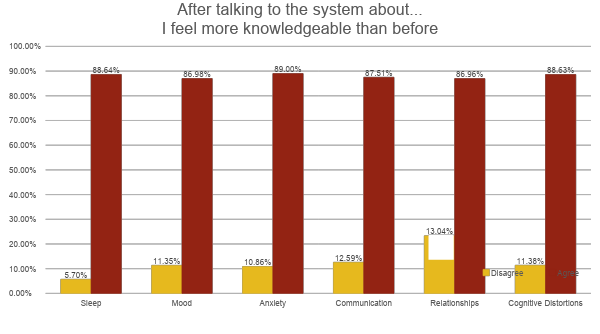 After talking to the system about...
I feel more knowledgeable than before
100.00%
90.00%
80.00%
70.00%
60.00%
50.00%
40.00%
30.00%
20.00%
10.00%
0.00%
5.70%
88.64%
11.35%
86.98%
10.86%
89.00%
12.59%
87.51%
13.04%
86.96%
11.38%
88.63%
Disagree
Agree
Sleep
Mood
Anxiety
Communication
Relationships
Cognitive Distortions